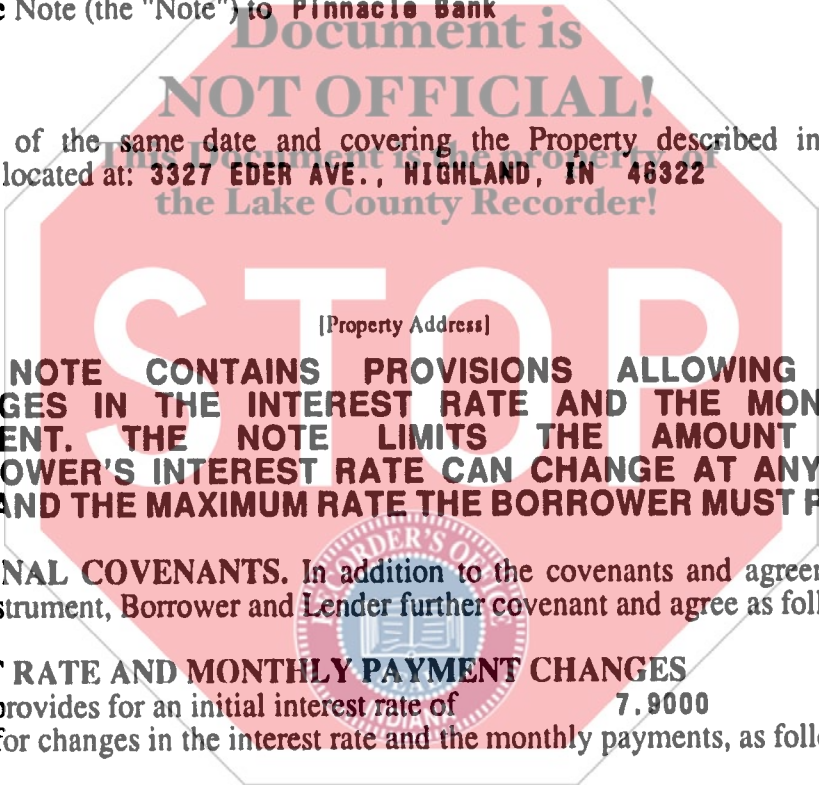 Note (the "Note") to Pinnacle Bank
Document is
NOT OFFICIAL!
of the same date and covering the Property described in
This Document is the property of
located at: 3327 EDER AVE., HIGHLAND, IN 46322
the Lake County Recorder!
STOP
[Property Address]
NOTE CONTAINS PROVISIONS ALLOWING
GES IN THE INTEREST RATE AND THE MON
ENT. THE NOTE LIMITS THE AMOUNT
OWER'S INTEREST RATE CAN CHANGE AT ANY
AND THE MAXIMUM RATE THE BORROWER MUST P
RECORDER'S OFFICE
NAL COVENANTS. In addition to the covenants and agreer
strument, Borrower and Lender further covenant and agree as foll
SEAL
RATE AND MONTHLY PAYMENT CHANGES
provides for an initial interest rate of 7.9000
INDIANA
for changes in the interest rate and the monthly payments, as follo